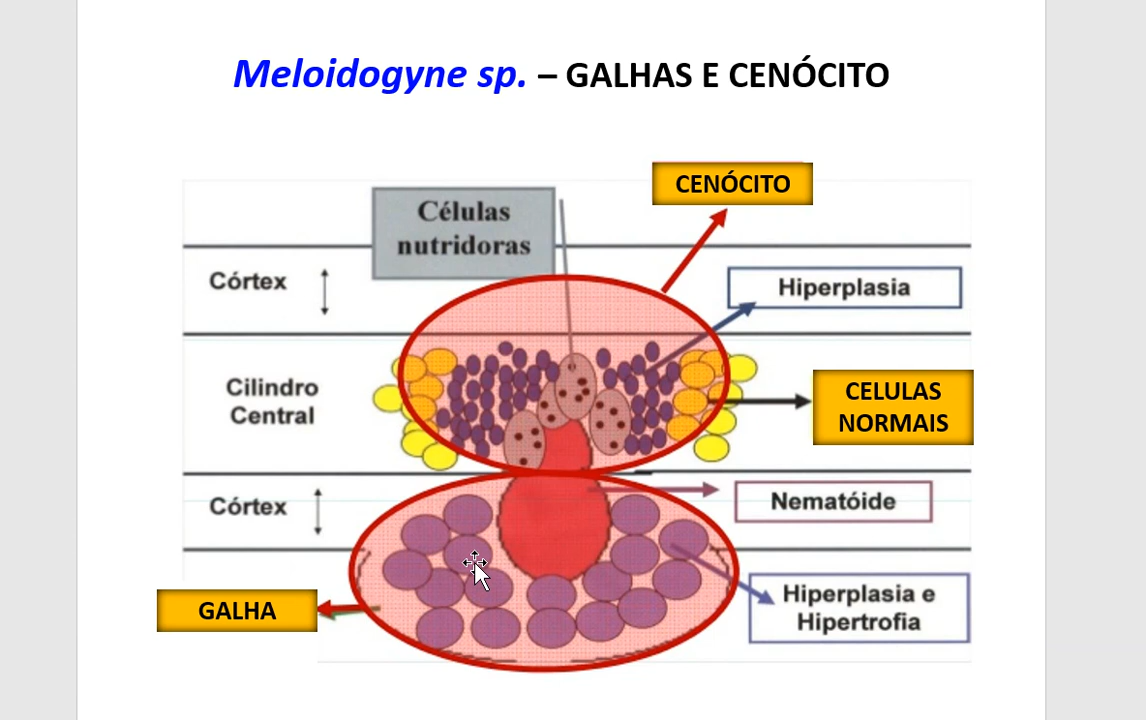 Meloidogyne sp. – GALHAS E CENÓCITO
CENÓCITO
Células
nutridoras
Córtex
Hiperplasia
Cilindro
Central
CELULAS
NORMAIS
Córtex
Nematóide
Hiperplasia e
Hipertrofia
GALHA